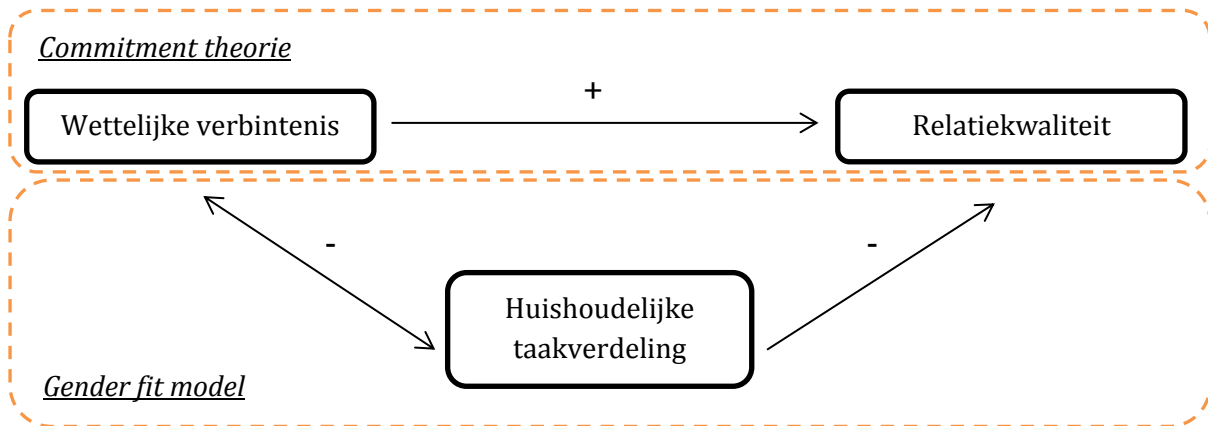 Commitment theorie
+
Wettelijke verbintenis
Relatiekwaliteit
-
-
Huishoudelijke
taakverdeling
Gender fit model